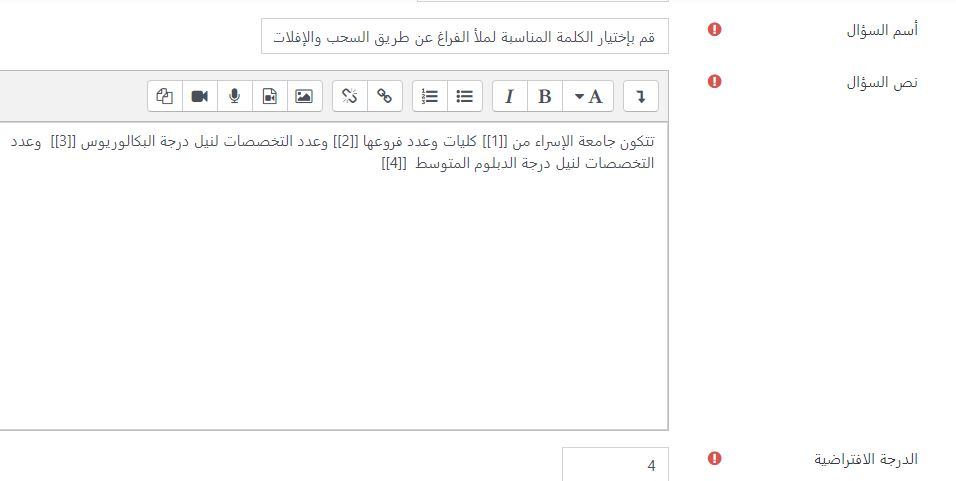 أسم السؤال
قم بإختيار الكلمة المناسبة لملأ الفراغ عن طريق السحب والإفلات
نص السؤال
I B A
تتكون جامعة الإسراء من [[1]] كليات وعدد فروعها [[2]] وعدد التخصصات لنيل درجة البكالوريوس [[3]] وعدد
التخصصات لنيل درجة الدبلوم المتوسط [[4]]
الدرجة الافتراضية
4